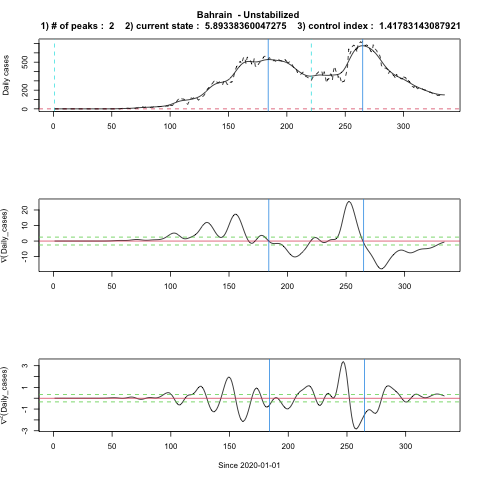 Bahrain - Unstabilized
1) # of peaks : 2 2) current state : 5.89338360047275 3) control index : 1.41783143087921
Daily cases
0 200 500
0 50 100 150 200 250 300
∇(Daily_cases)
-10 0 10 20
0 50 100 150 200 250 300
∇²(Daily_cases)
-3 -1 1 3
0 50 100 150 200 250 300
Since 2020-01-01